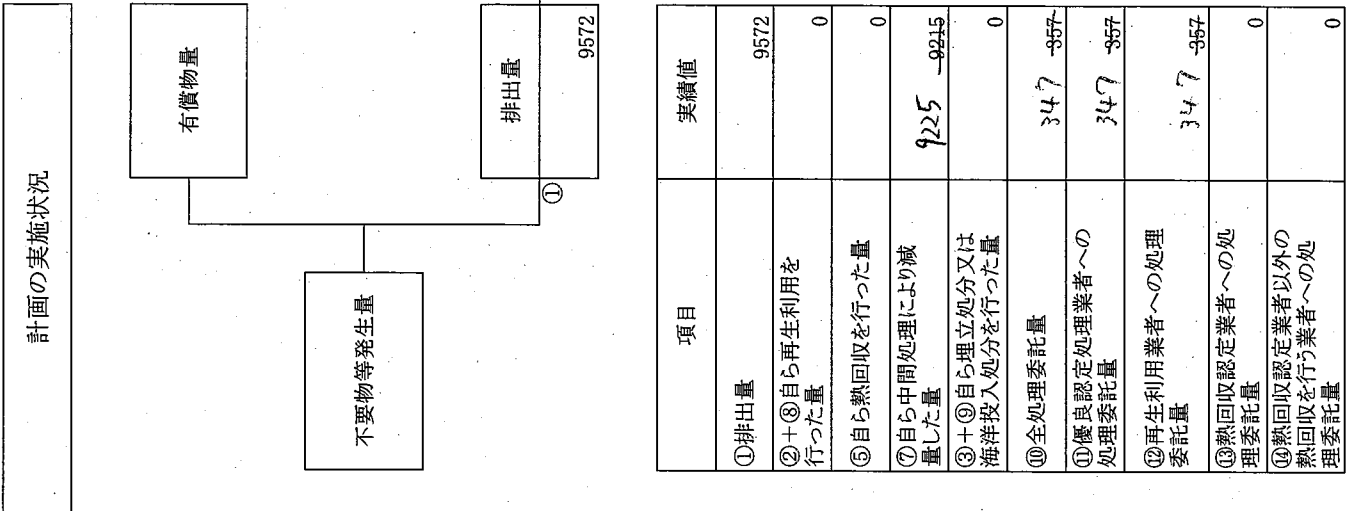 計画の実施状況
有償物量
不要物等発生量
排出量
①
9572
項目
実績値
①排出量
9572
②+⑧自ら再生利用を
行った量
0
⑤自ら熱回収を行った量
0
⑦自ら中間処理により減
量した量
9225 9215
③+⑨自ら埋立処分又は
海洋投入処分を行った量
0
⑩全処理委託量
347 357
⑪優良認定処理業者への
処理委託量
347 357
⑫再生利用業者への処理
委託量
347 357
⑬熱回収認定業者への処
理委託量
0
⑭熱回収認定業者以外の
熱回収を行う業者への処
理委託量
0